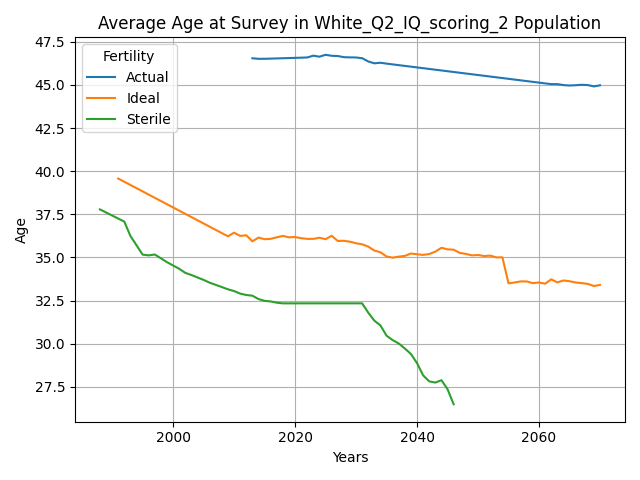 Average Age at Survey in White_Q2_IQ_scoring_2 Population
Fertility
Actual
Ideal
Sterile
Age
47.5
45.0
42.5
40.0
37.5
35.0
32.5
30.0
27.5
2000
2020
2040
2060
Years